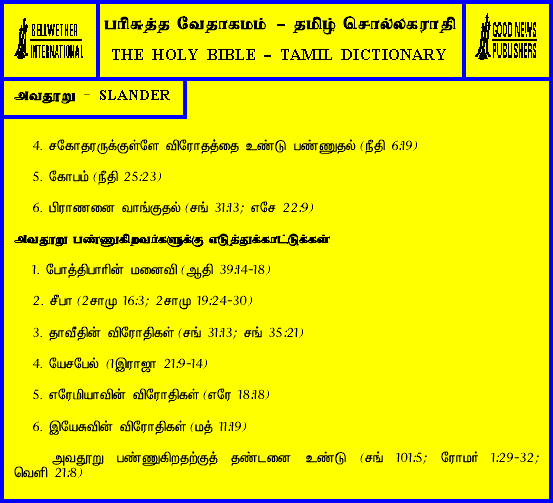 BELLWETHER
INTERNATIONAL
பரிசுத்த வேதாகமம் - தமிழ் சொல்லகராதி
THE HOLY BIBLE - TAMIL DICTIONARY
GOOD NEWS
PUBLISHERS
அவதூறு - SLANDER
4. சகோதரருக்குள்ளே விரோதத்தை உண்டு பண்ணுதல் (நீதி 6:19)
5. கோபம் (நீதி 25:23)
6. பிராணனை வாங்குதல் (சங் 31:13; எசே 22:9)
அவதூறு பண்ணுகிறவர்களுக்கு எடுத்துக்காட்டுக்கள்
1. போத்திபாரின் மனைவி (ஆதி 39:14-18)
2. சீபா (2சாமு 16:3; 2சாமு 19:24-30)
3. தாவீதின் விரோதிகள் (சங் 31:13; சங் 35:21)
4. யேசபேல் (1இராஜா 21:9-14)
5. எரேமியாவின் விரோதிகள் (எரே 18:18)
6. இயேசுவின் விரோதிகள் (மத் 11:19)
அவதூறு பண்ணுகிறதற்குத் தண்டனை உண்டு (சங் 101:5; ரோமர் 1:29-32;
வெளி 21:8)